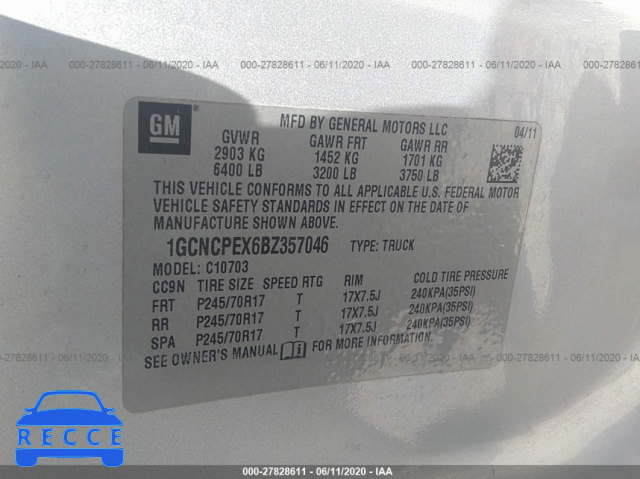 000-27828611 - 06/11/2020 - IAA
000-27828611 - 06/11/2020 - IAA
000-27828611 - 06/11/2020 - IAA
GM
MFD BY GENERAL MOTORS LLC
04/11
GVWR GAWR FRT GAWR RR
2903 KG 1452 KG 1701 KG
6400 LB 3200 LB 3750 LB
THIS VEHICLE CONFORMS TO ALL APPLICABLE U.S. FEDERAL MOTOR
VEHICLE SAFETY STANDARDS IN EFFECT ON THE DATE OF
MANUFACTURE SHOWN ABOVE.
1GCNCPEX6BZ357046 TYPE: TRUCK
MODEL: C10703
CC9N TIRE SIZE SPEED RTG RIM COLD TIRE PRESSURE
FRT P245/70R17 T 17X7.5J 240KPA(35PSI)
RR P245/70R17 T 17X7.5J 240KPA(35PSI)
SPA P245/70R17 T 17X7.5J 240KPA(35PSI)
SEE OWNER'S MANUAL FOR MORE INFORMATION.
000-27828611 - 06/11/2020 - IAA
000-27828611 - 06/11/2020 - IAA
000-27828611 - 06/11/2020 - IAA
RECCE
000-27828611 - 06/11/2020 - IAA